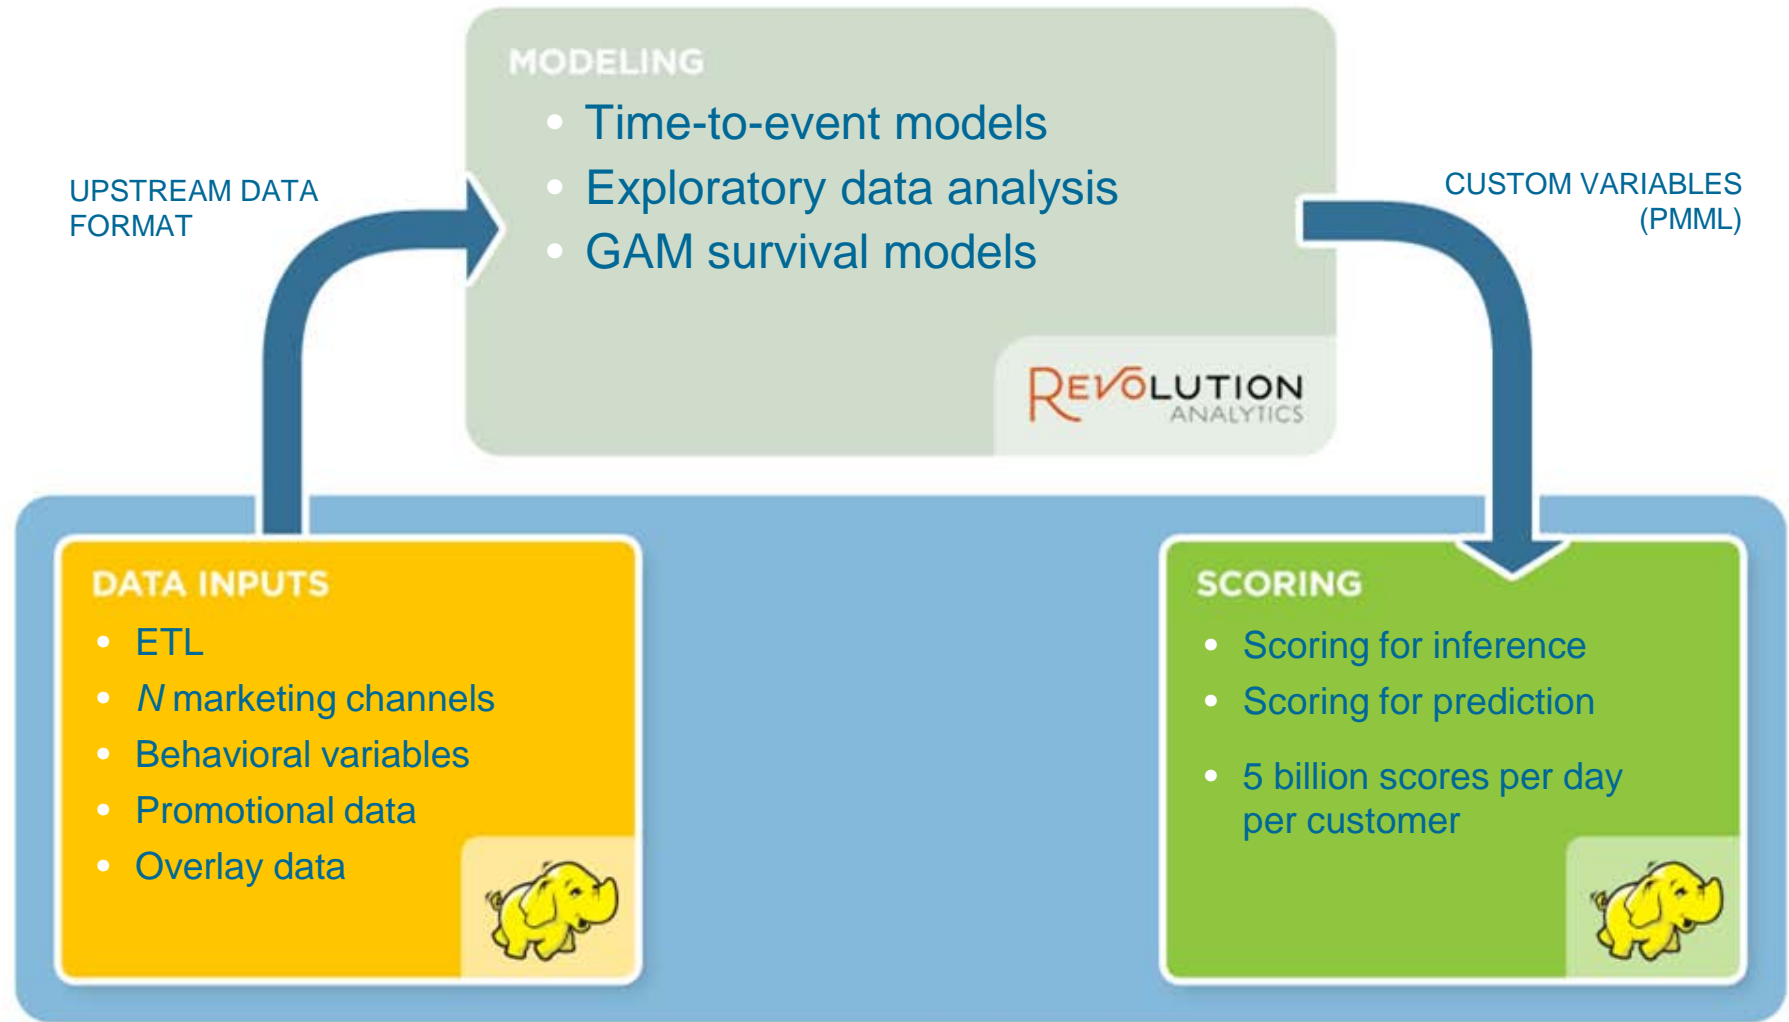 MODELING
• Time-to-event models
• Exploratory data analysis
• GAM survival models
REVOLUTION
ANALYTICS
UPSTREAM DATA
FORMAT
CUSTOM VARIABLES
(PMML)
DATA INPUTS
• ETL
• N marketing channels
• Behavioral variables
• Promotional data
• Overlay data
SCORING
• Scoring for inference
• Scoring for prediction
• 5 billion scores per day
per customer